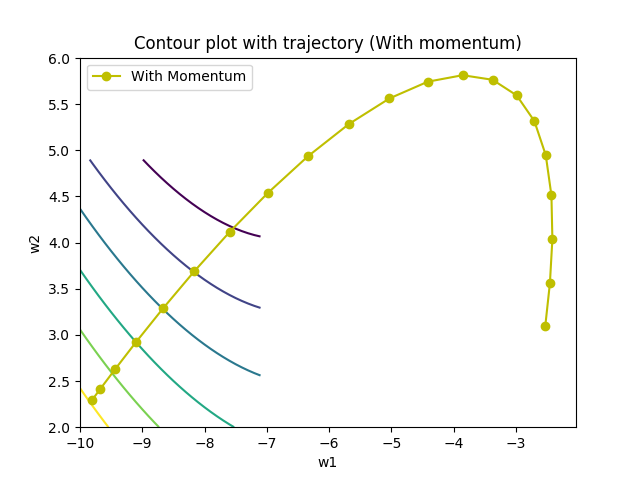 Contour plot with trajectory (With momentum)
With Momentum
6.0
5.5
5.0
4.5
4.0
3.5
3.0
2.5
2.0
w2
−10 −9 −8 −7 −6 −5 −4 −3
w1